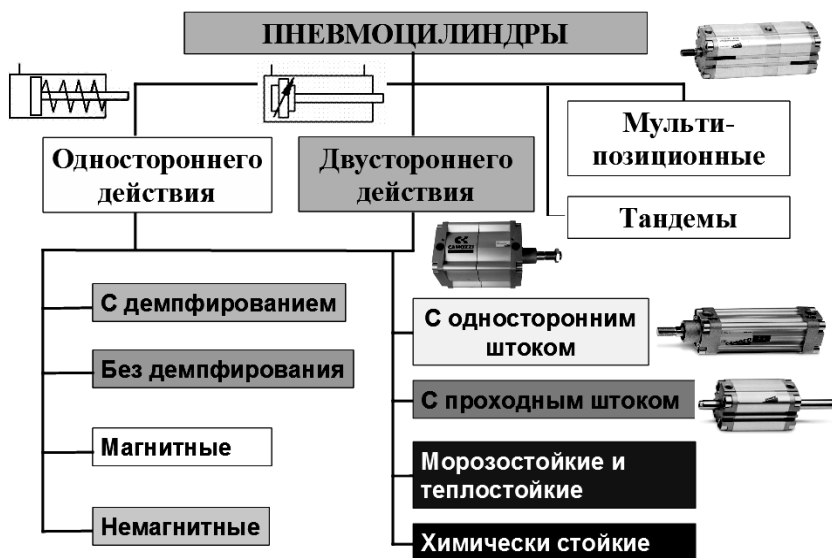 ПНЕВМОЦИЛИНДРЫ
Одностороннего
действия
Двустороннего
действия
Мульти-
позиционные
Тандемы
CAMOZZI
С демпфированием
Без демпфирования
Магнитные
Немагнитные
С односторонним
штоком
С проходным штоком
Морозостойкие и
теплостойкие
Химически стойкие